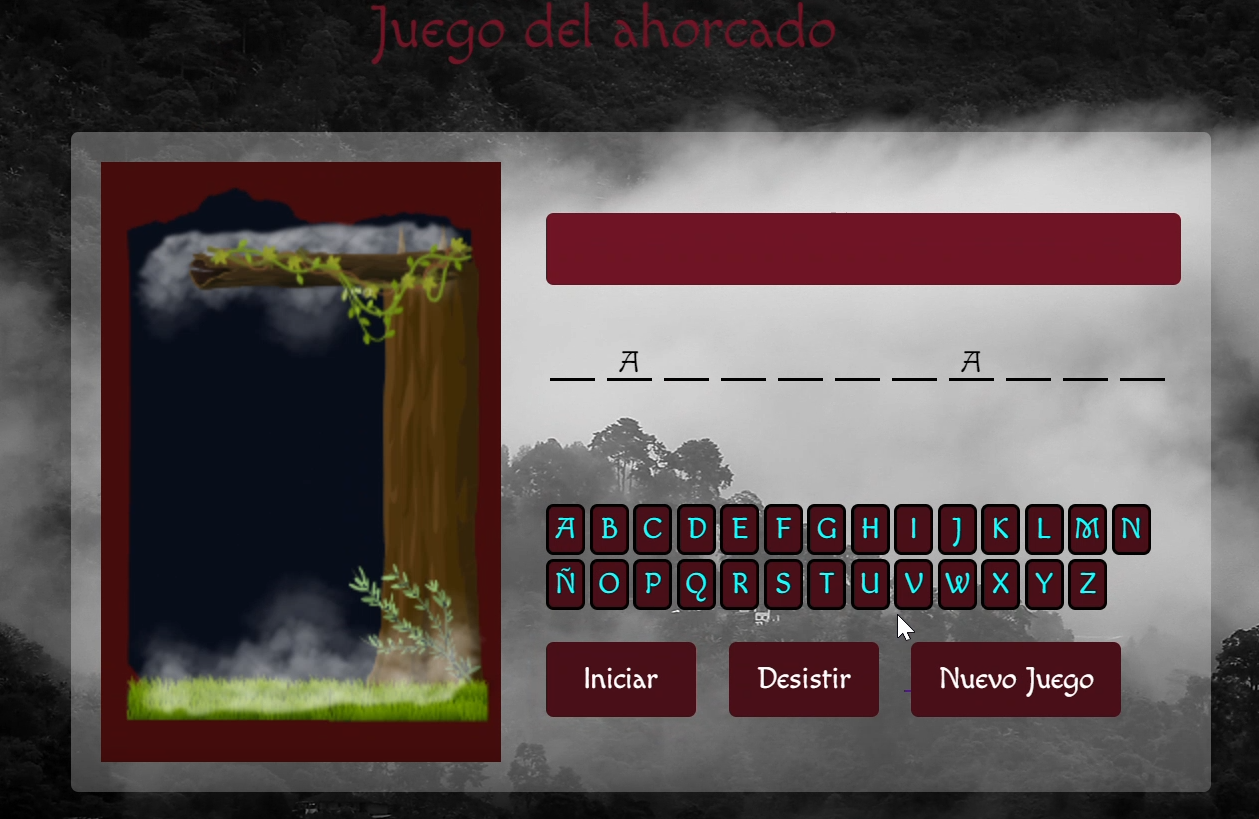 Juego del ahorcado
_ A _ _ _ _ _ A _ _ _
A B C D E F G H I J K L M N
Ñ O P Q R S T U V W X Y Z
Iniciar Desistir Nuevo Juego